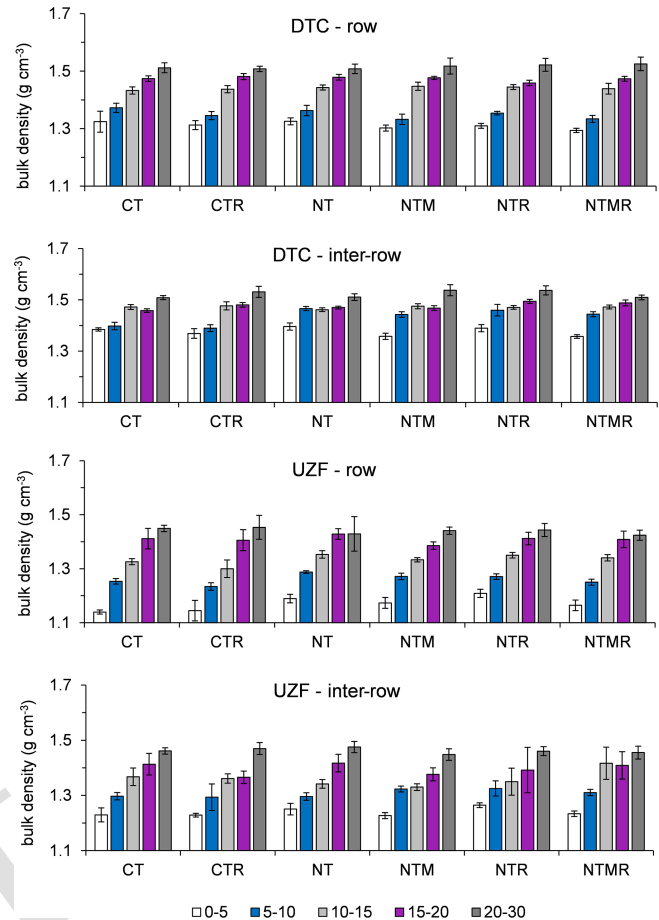 DTC - row
bulk density (g cm-3)
1.7
1.5
1.3
1.1
CT CTR NT NTM NTR NTMR
DTC - inter-row
bulk density (g cm-3)
1.7
1.5
1.3
1.1
CT CTR NT NTM NTR NTMR
UZF - row
bulk density (g cm-3)
1.7
1.5
1.3
1.1
CT CTR NT NTM NTR NTMR
UZF - inter-row
bulk density (g cm-3)
1.7
1.5
1.3
1.1
CT CTR NT NTM NTR NTMR
0-5 5-10 10-15 15-20 20-30